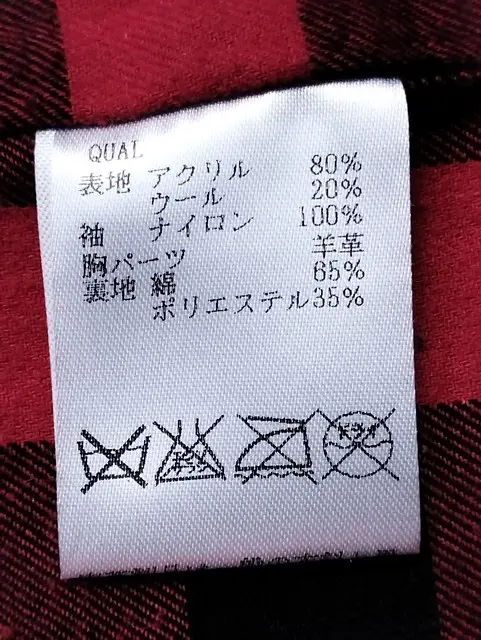 QUAL
表地 アクリル 80%
ウール 20%
袖 ナイロン 100%
胸パーツ 羊革
裏地 綿 65%
ポリエステル35%